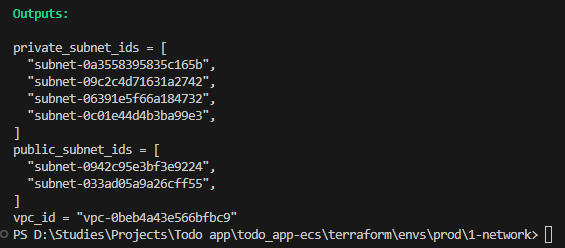 Outputs:
private_subnet_ids = [
  "subnet-0a3558395835c165b",
  "subnet-09c2c4d71631a2742",
  "subnet-06391e5f66a184732",
  "subnet-0c01e44d4b3ba99e3",
]
public_subnet_ids = [
  "subnet-0942c95e3bf3e9224",
  "subnet-033ad05a9a26cff55",
]
vpc_id = "vpc-0beb4a43e566bfbc9"
PS D:\Studies\Projects\Todo app\todo_app-ecs\terraform\envs\prod\1-network>